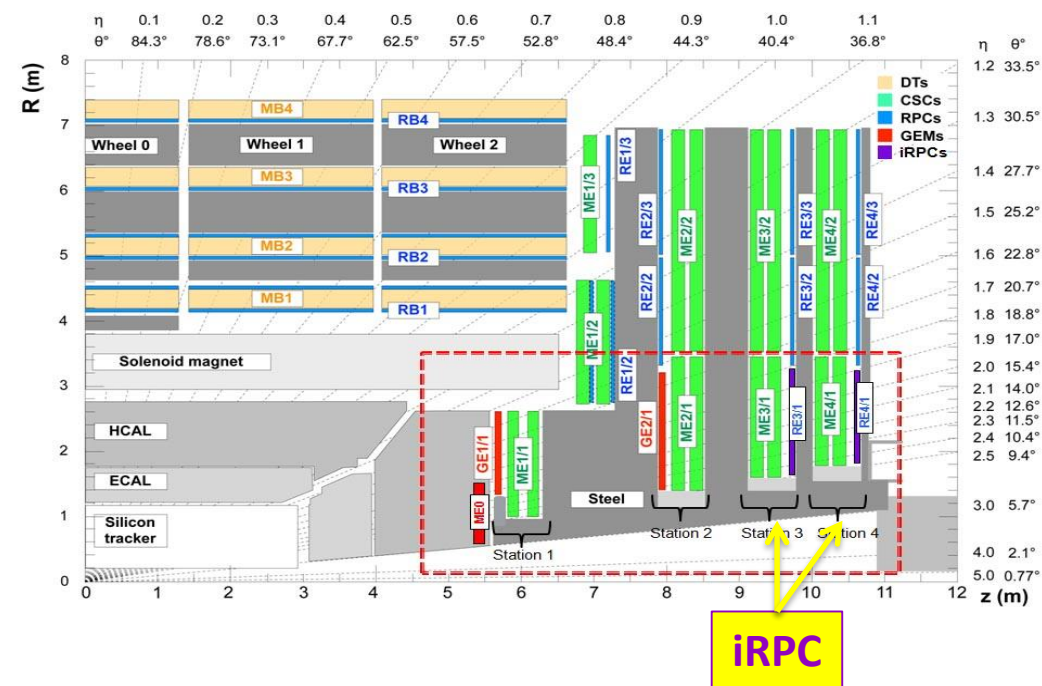 η 0.1 0.2 0.3 0.4 0.5 0.6 0.7 0.8 0.9 1.0 1.1
θ° 84.3° 78.6° 73.1° 67.7° 62.5° 57.5° 52.8° 48.4° 44.3° 40.4° 36.8° η θ°
R (m)
8
7
6
5
4
3
2
1
0
1.2 33.5°
1.3 30.5°
1.4 27.7°
1.5 25.2°
1.6 22.8°
1.7 20.7°
1.8 18.8°
1.9 17.0°
2.0 15.4°
2.1 14.0°
2.2 12.6°
2.3 11.5°
2.4 10.4°
2.5 9.4°
3.0 5.7°
4.0 2.1°
5.0 0.77°
DTs
CSCs
RPCs
GEMs
iRPCs
MB4
RB4
Wheel 0 Wheel 1 Wheel 2
MB3
RB3
MB2
RB2
MB1
RB1
Solenoid magnet
HCAL
ECAL
Silicon
tracker
Steel
ME1/3
RE1/3
RE2/3
ME2/2
ME3/2
RE3/3
ME4/2
RE4/3
RE2/2
RE3/2
RE4/2
ME1/2
RE1/2
GE1/1
ME1/1
ME0
GE2/1
ME2/1
ME3/1
RE3/1
ME4/1
RE4/1
Station 1
Station 2
Station 3
Station 4
0 1 2 3 4 5 6 7 8 9 10 11 12
z (m)
iRPC